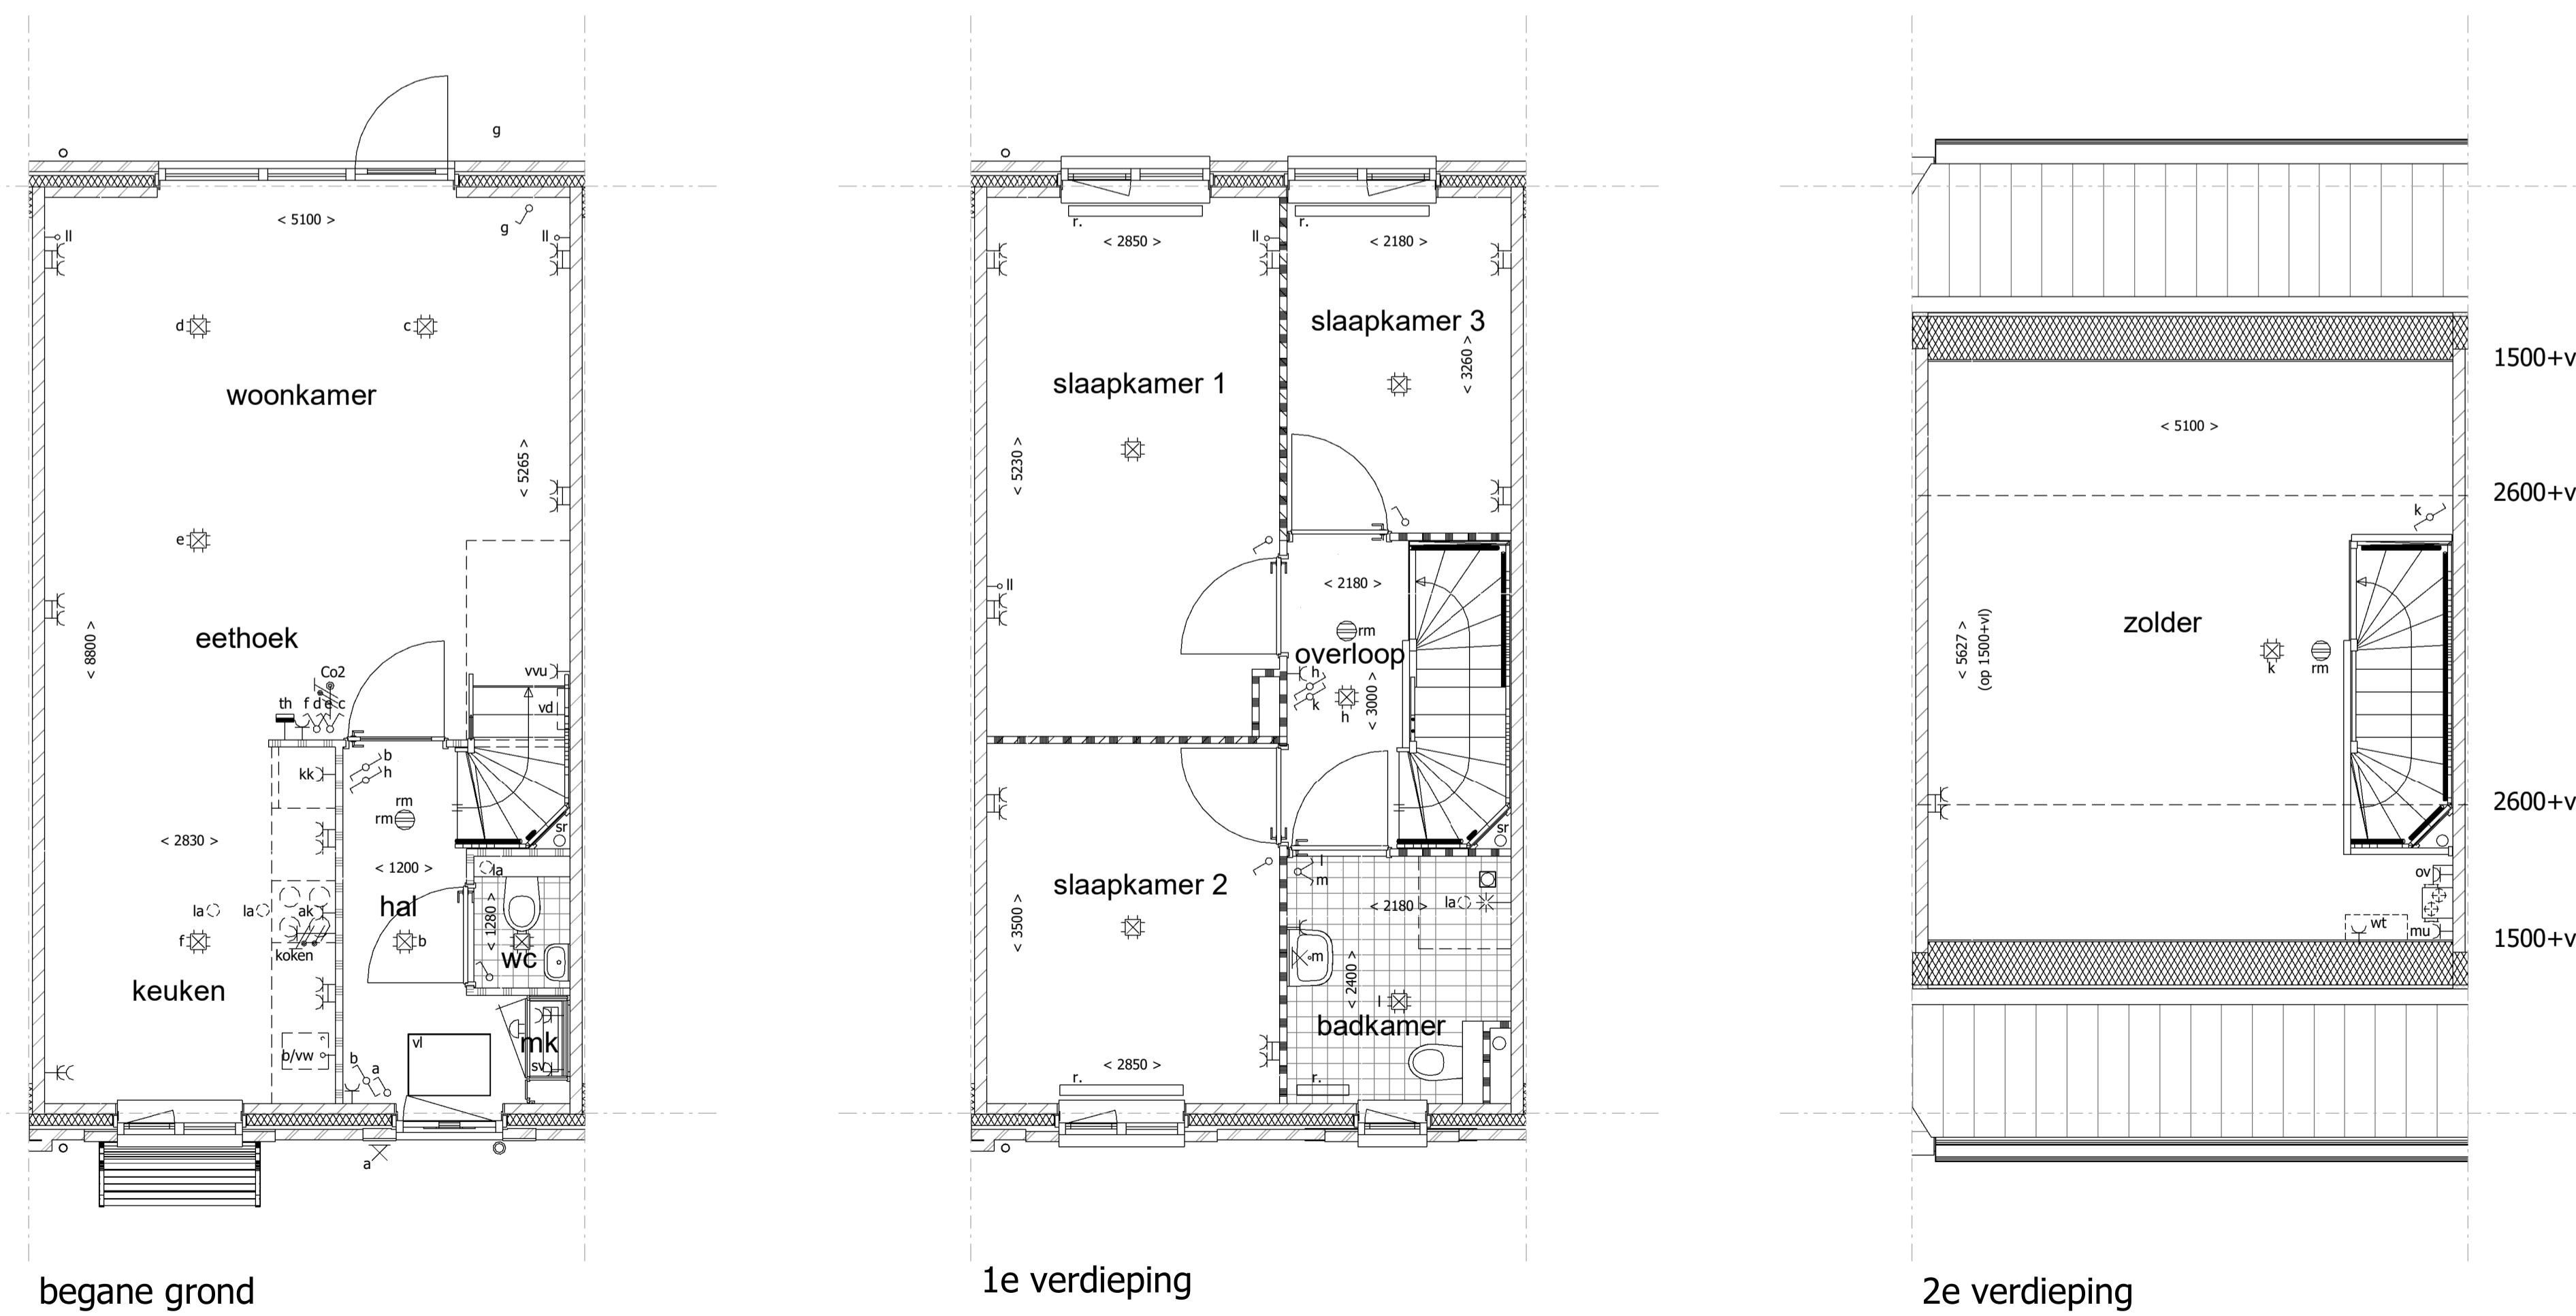 g
< 5100 >
g
ll
ll
d
c
woonkamer
< 5265 >
e
eethoek
< 8800 >
Co2
vvu
th
f
d
e
c
vd
b
h
kk
rm
rm
sr
< 2830 >
< 1200 >
la
la
la
ak
hal
< 1280 >
f
b
koken
wc
keuken
vl
mk
o/vw
b
a
sv
a
begane grond
r.
r.
< 2850 >
ll
< 2180 >
slaapkamer 3
< 3260 >
slaapkamer 1
< 5230 >
ll
< 2180 >
rm
overloop
h
k
h
< 3000 >
sr
l
m
slaapkamer 2
< 2180 >
la
< 3500 >
m
< 2400 >
l
badkamer
< 2850 >
r.
r.
1e verdieping
1500+v
< 5100 >
2600+v
k
zolder
< 5627 >
(op 1500+vl)
k
rm
2600+v
ov
wt
mu
1500+v
2e verdieping